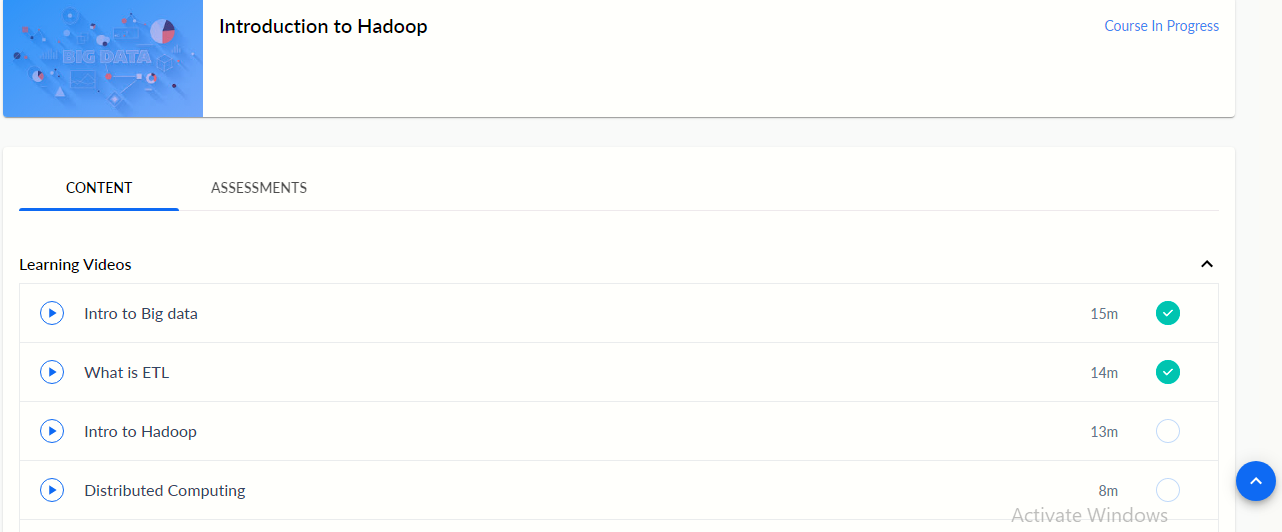 BIG DATA
Introduction to Hadoop
Course In Progress
CONTENT
ASSESSMENTS
Learning Videos
Intro to Big data
15m
What is ETL
14m
Intro to Hadoop
13m
Distributed Computing
8m
Activate Windows